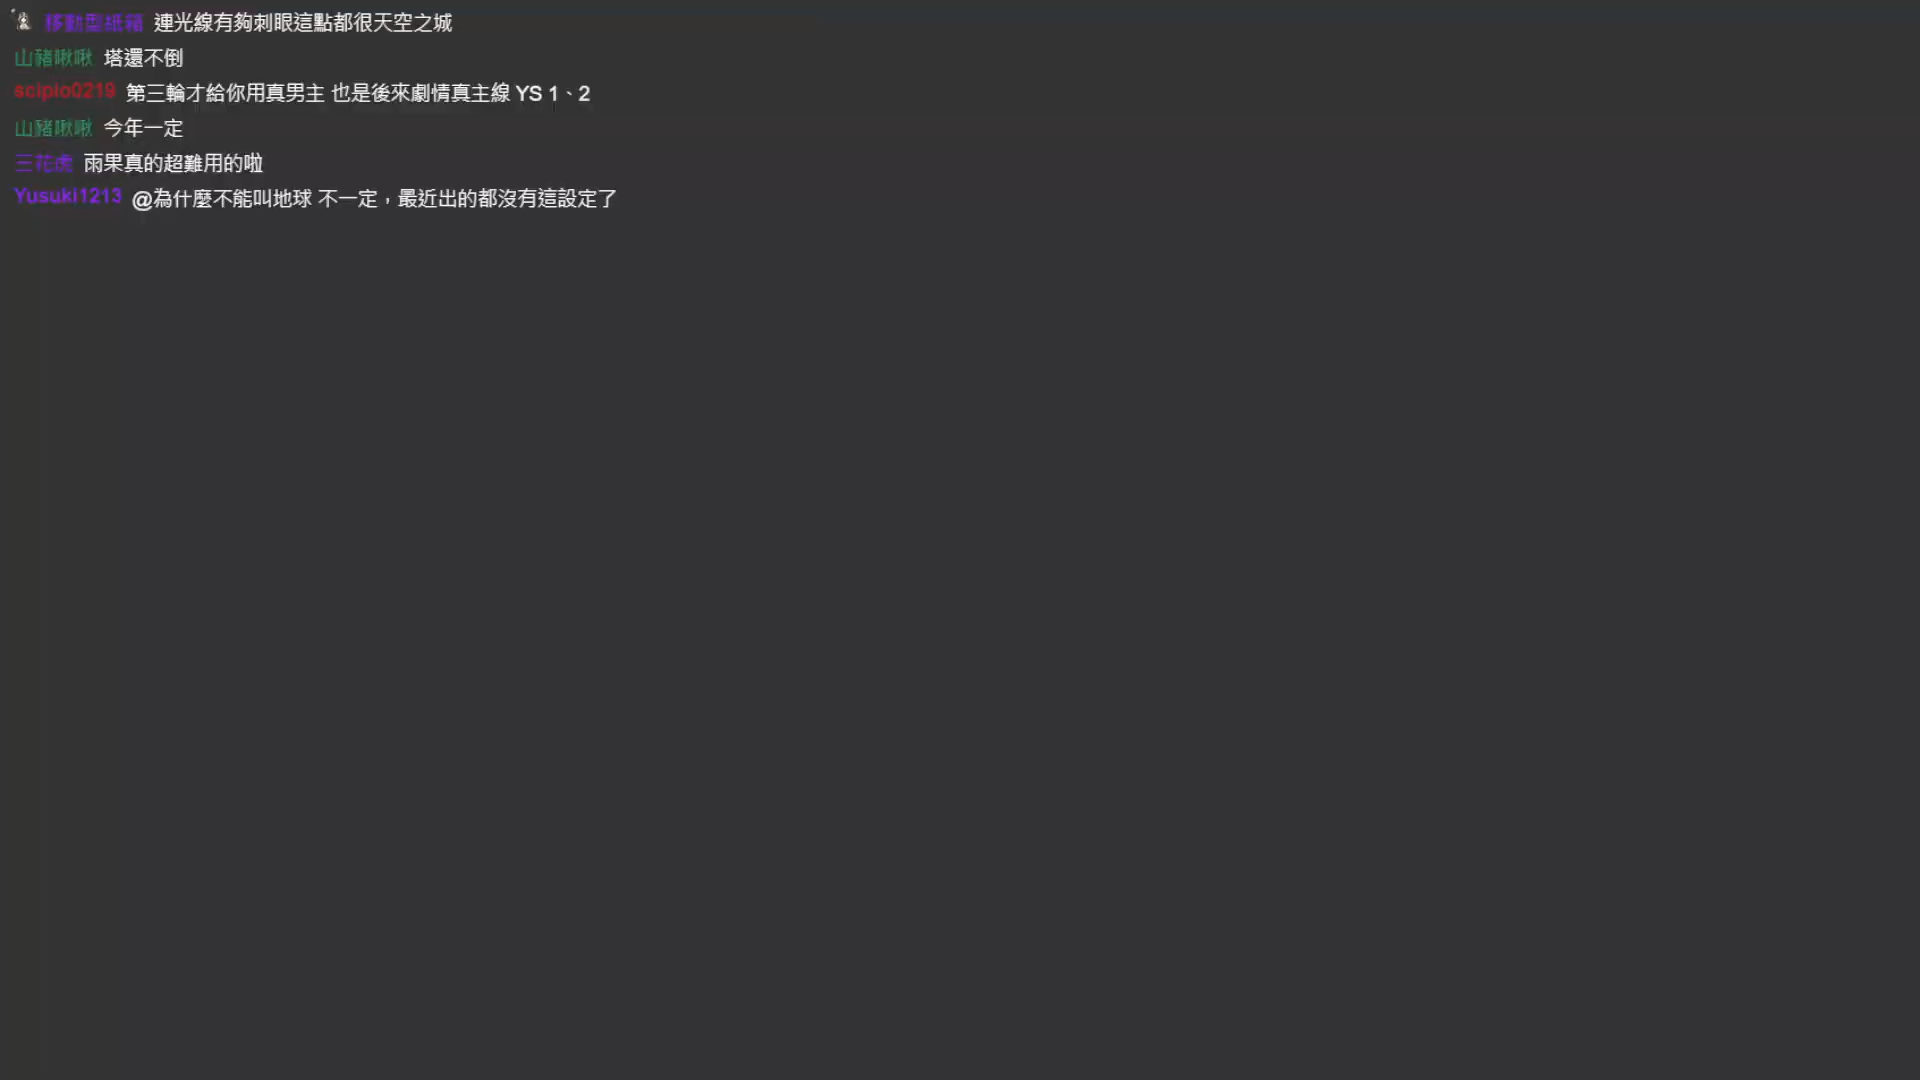 移動型紙箱 連光線有夠刺眼這點都很天空之城
山豬啾啾 塔還不倒
scipio0219 第三輪才給你用真男主 也是後來劇情真主線 YS 1、2
山豬啾啾 今年一定
三花虎 雨果真的超難用的啦
Yusuki1213 @為什麼不能叫地球 不一定，最近出的都沒有這設定了